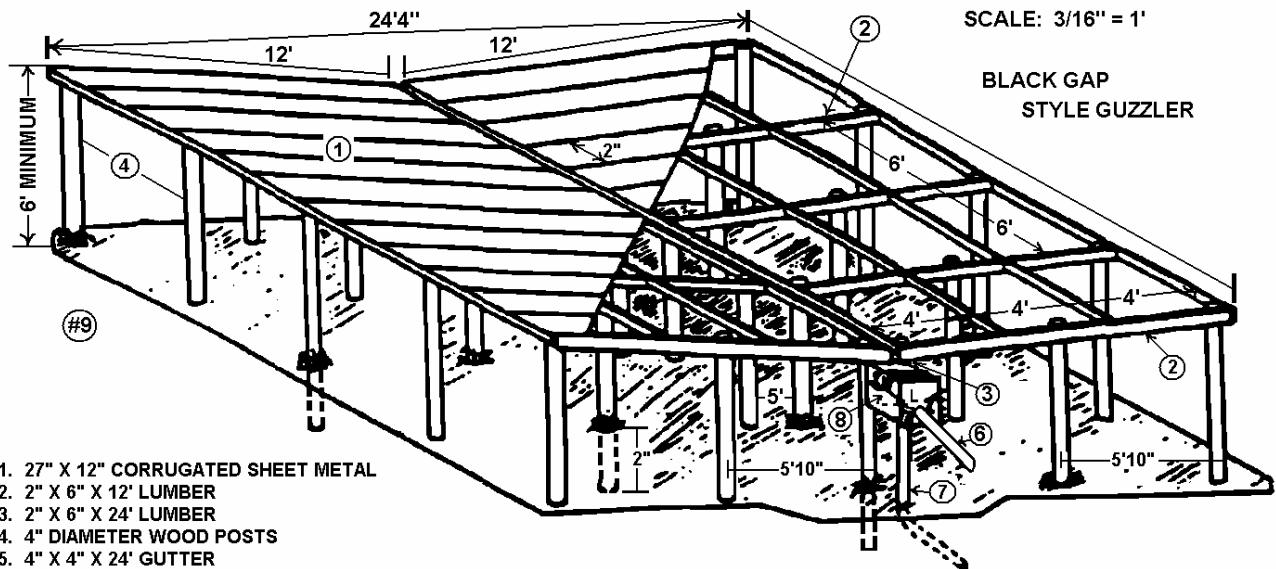 24'4"
SCALE: 3/16" = 1'
12'
12'
2
BLACK GAP
STYLE GUZZLER
6' MINIMUM
1
2"
4
6'
6'
#9
4'
4'
2
3
5'
8
L
6
2"
5'10"
5'10"
7
1. 27" X 12" CORRUGATED SHEET METAL
2. 2" X 6" X 12' LUMBER
3. 2" X 6" X 24' LUMBER
4. 4" DIAMETER WOOD POSTS
5. 4" X 4" X 24' GUTTER